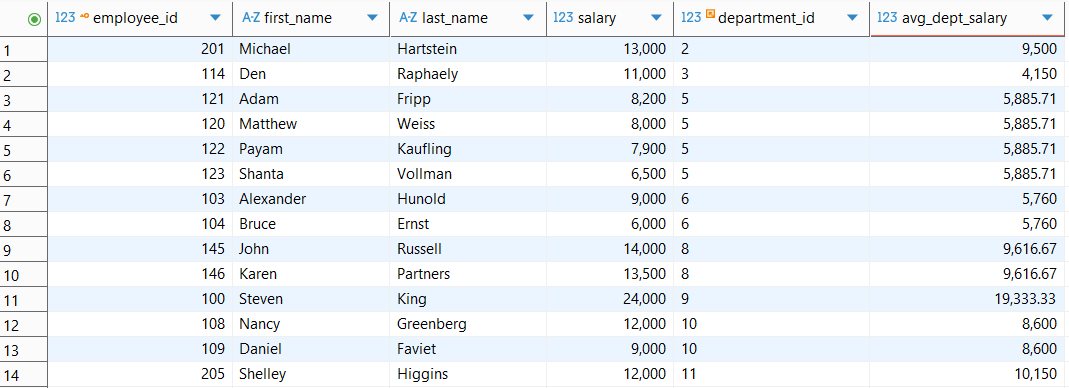 123 employee_id A-Z first_name A-Z last_name 123 salary 123 department_id 123 avg_dept_salary
1 201 Michael Hartstein 13,000 2 9,500
2 114 Den Raphaely 11,000 3 4,150
3 121 Adam Fripp 8,200 5 5,885.71
4 120 Matthew Weiss 8,000 5 5,885.71
5 122 Payam Kaufling 7,900 5 5,885.71
6 123 Shanta Vollman 6,500 5 5,885.71
7 103 Alexander Hunold 9,000 6 5,760
8 104 Bruce Ernst 6,000 6 5,760
9 145 John Russell 14,000 8 9,616.67
10 146 Karen Partners 13,500 8 9,616.67
11 100 Steven King 24,000 9 19,333.33
12 108 Nancy Greenberg 12,000 10 8,600
13 109 Daniel Faviet 9,000 10 8,600
14 205 Shelley Higgins 12,000 11 10,150